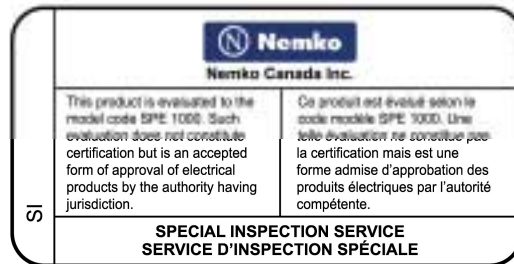 N Nemko
Nemko Canada Inc.
This product is evaluated to the
model code SPE 1000. Such
evaluation does not constitute
certification but is an accepted
form of approval of electrical
products by the authority having
jurisdiction.
Ce produit est évalué selon le
code modèle SPE 1000. Une
telle évaluation ne constitue pas
la certification mais est une
forme admise d'approbation des
produits électriques par l'autorité
compétente.
SI
SPECIAL INSPECTION SERVICE
SERVICE D'INSPECTION SPÉCIALE